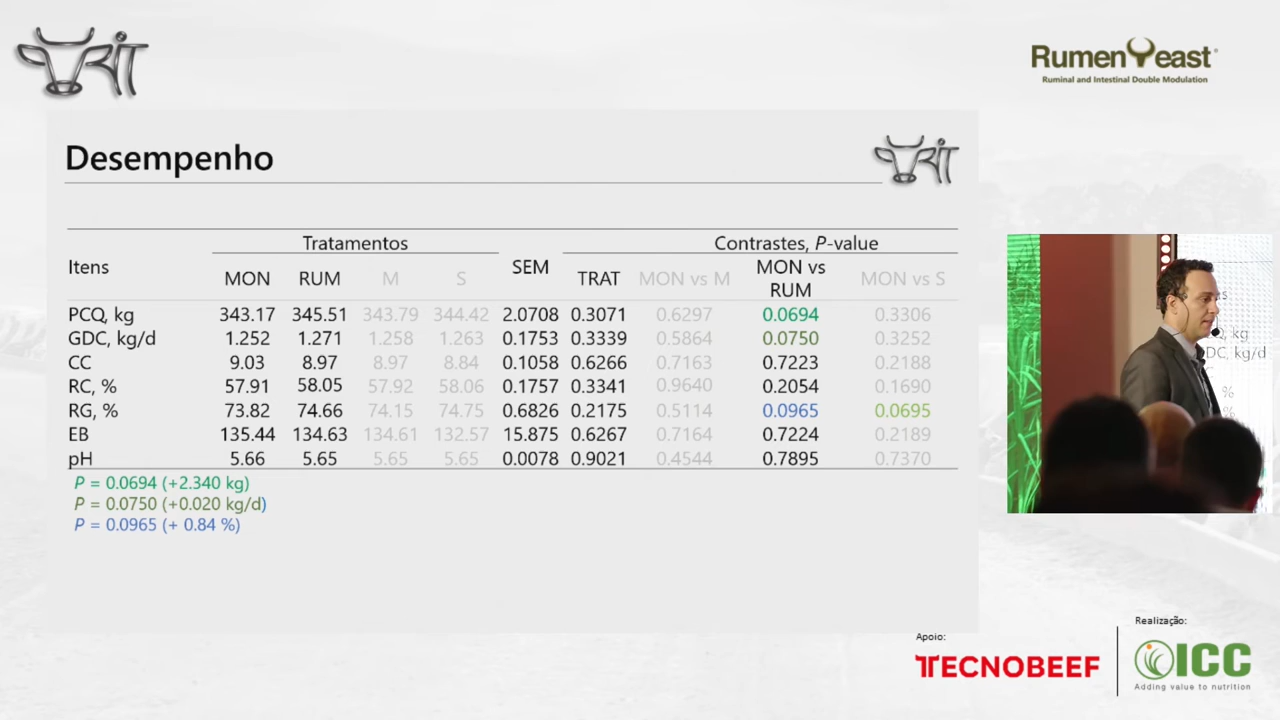 RumenYeast
Ruminal and Intestinal Double Modulation
Desempenho
Itens Tratamentos SEM Contrastes, P-value
MON RUM M S TRAT MON vs M MON vs RUM MON vs S
PCQ, kg 343.17 345.51 343.79 344.42 2.0708 0.3071 0.6297 0.0694 0.3306
GDC, kg/d 1.252 1.271 1.258 1.263 0.1753 0.3339 0.5864 0.0750 0.3252
CC 9.03 8.97 8.97 8.84 0.1058 0.6266 0.7163 0.7223 0.2188
RC, % 57.91 58.05 57.92 58.06 0.1757 0.3341 0.9640 0.2054 0.1690
RG, % 73.82 74.66 74.15 74.75 0.6826 0.2175 0.5114 0.0965 0.0695
EB 135.44 134.63 134.61 132.57 15.875 0.6267 0.7164 0.7224 0.2189
pH 5.66 5.65 5.65 5.65 0.0078 0.9021 0.4544 0.7895 0.7370
P = 0.0694 (+2.340 kg)
P = 0.0750 (+0.020 kg/d)
P = 0.0965 (+ 0.84 %)
Apoio:
TECNOBEEF
Realização:
ICC
Adding value to nutrition